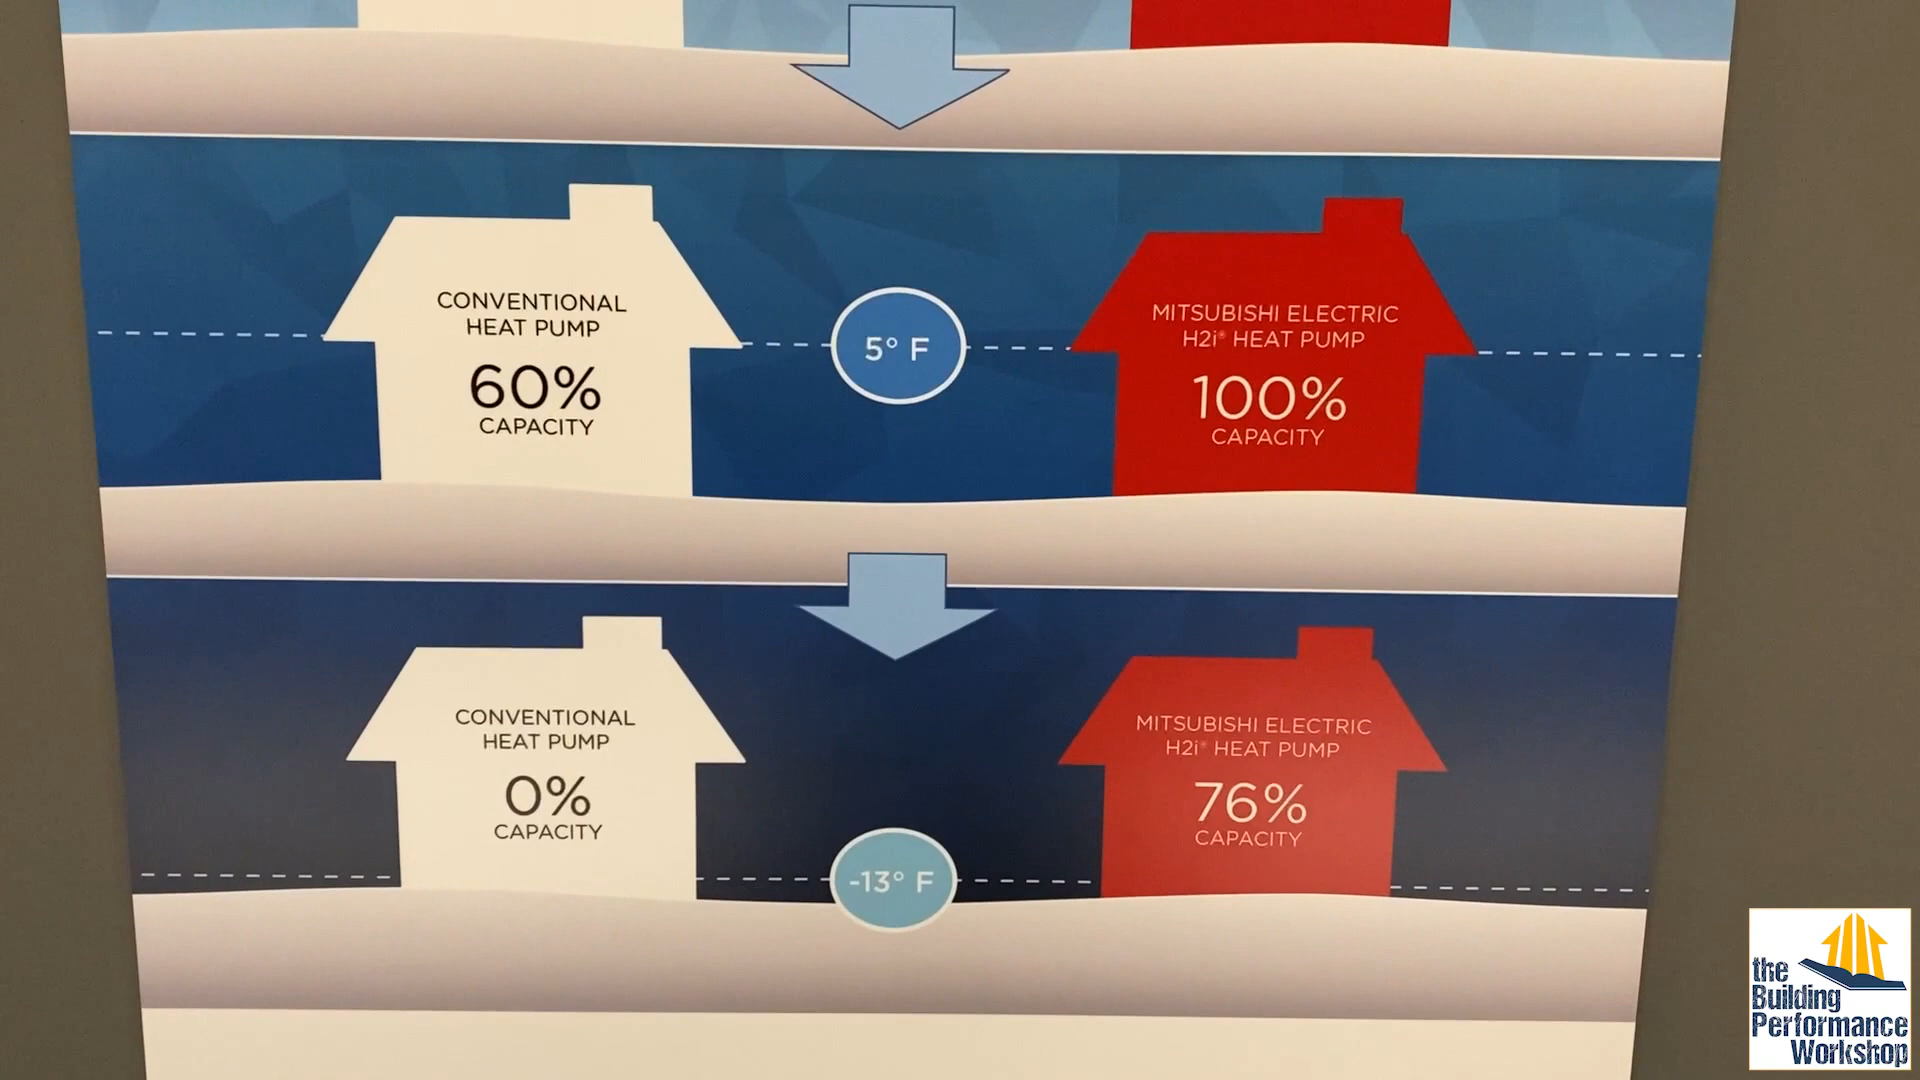 CONVENTIONAL
HEAT PUMP
60%
CAPACITY
5° F
MITSUBISHI ELECTRIC
H2i® HEAT PUMP
100%
CAPACITY
CONVENTIONAL
HEAT PUMP
0%
CAPACITY
-13° F
MITSUBISHI ELECTRIC
H2i® HEAT PUMP
76%
CAPACITY
the
Building
Performance
Workshop